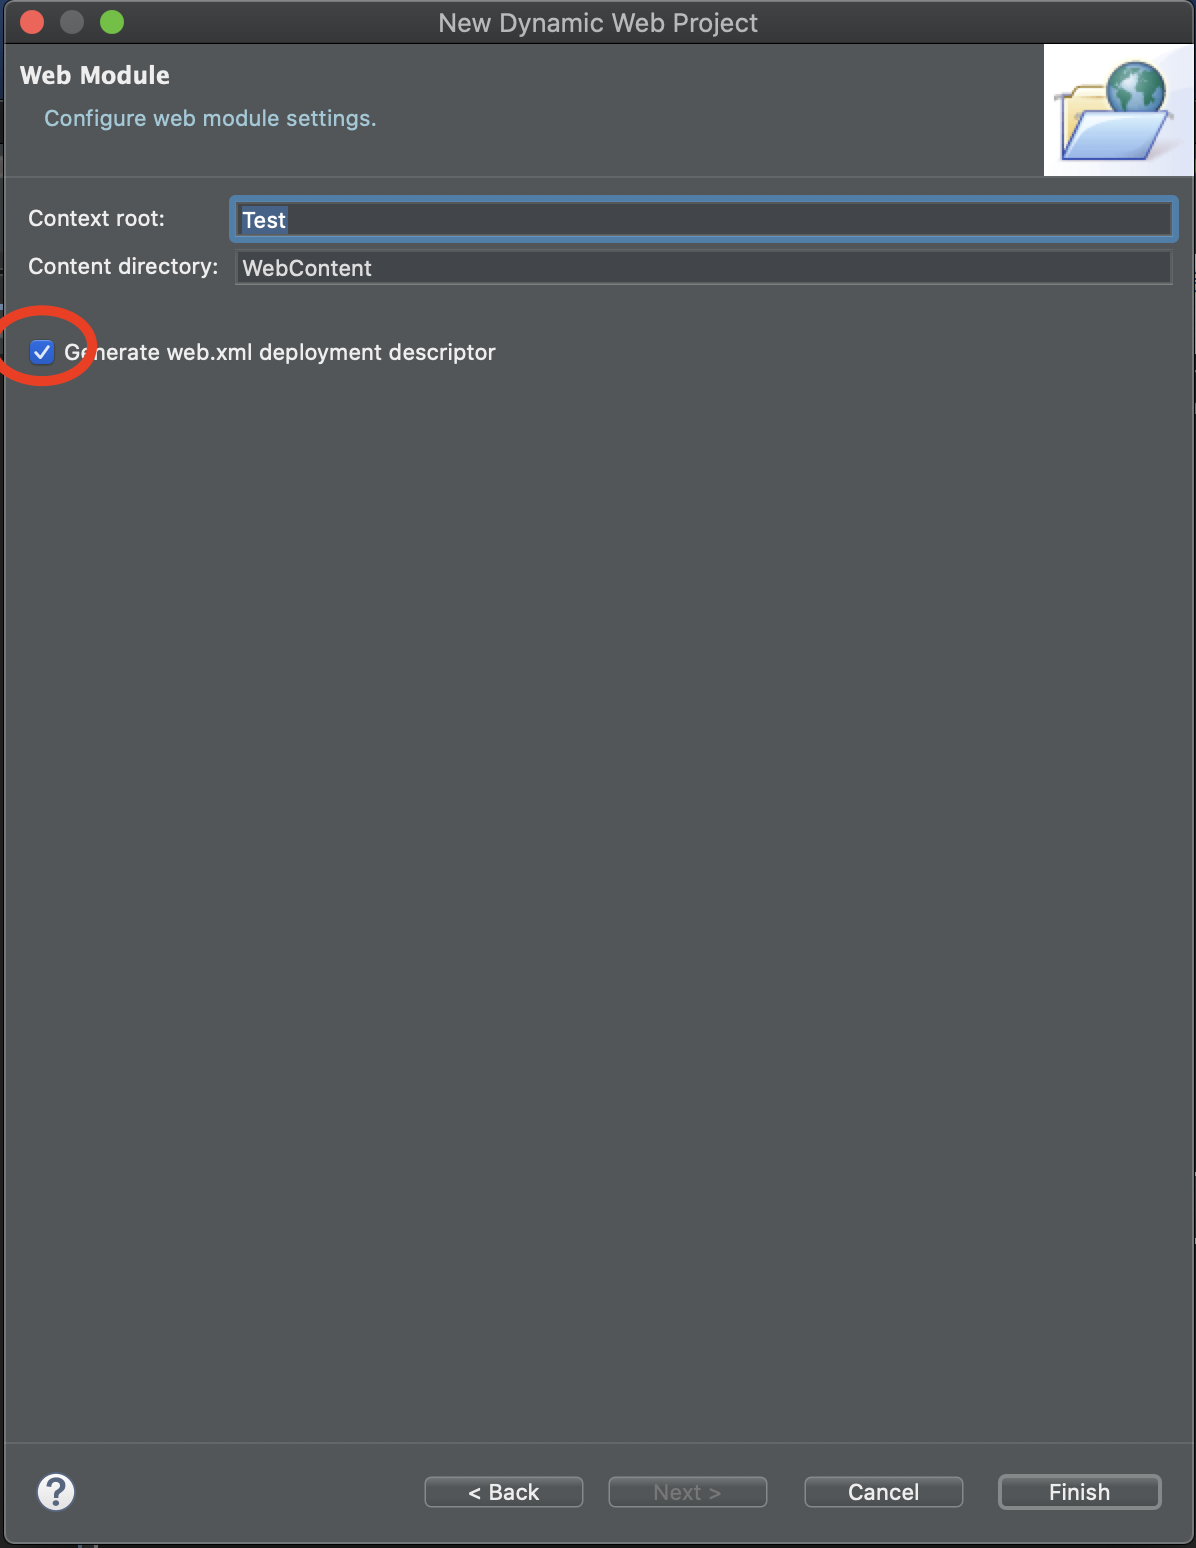 New Dynamic Web Project
Web Module
Configure web module settings.
Context root: Test
Content directory: WebContent
Generate web.xml deployment descriptor
? < Back Next > Cancel Finish